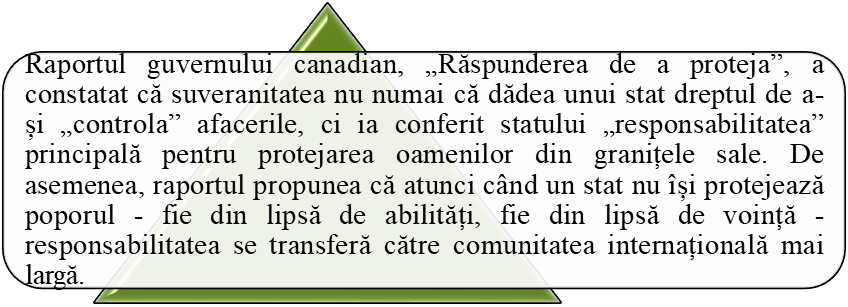 Raportul guvernului canadian, „Răspunderea de a proteja”, a
constatat că suveranitatea nu numai că dădea unui stat dreptul de a-
și „controla” afacerile, ci ia conferit statului „responsabilitatea”
principală pentru protejarea oamenilor din granițele sale. De
asemenea, raportul propunea că atunci când un stat nu își protejează
poporul - fie din lipsă de abilități, fie din lipsă de voință -
responsabilitatea se transferă către comunitatea internațională mai
largă.